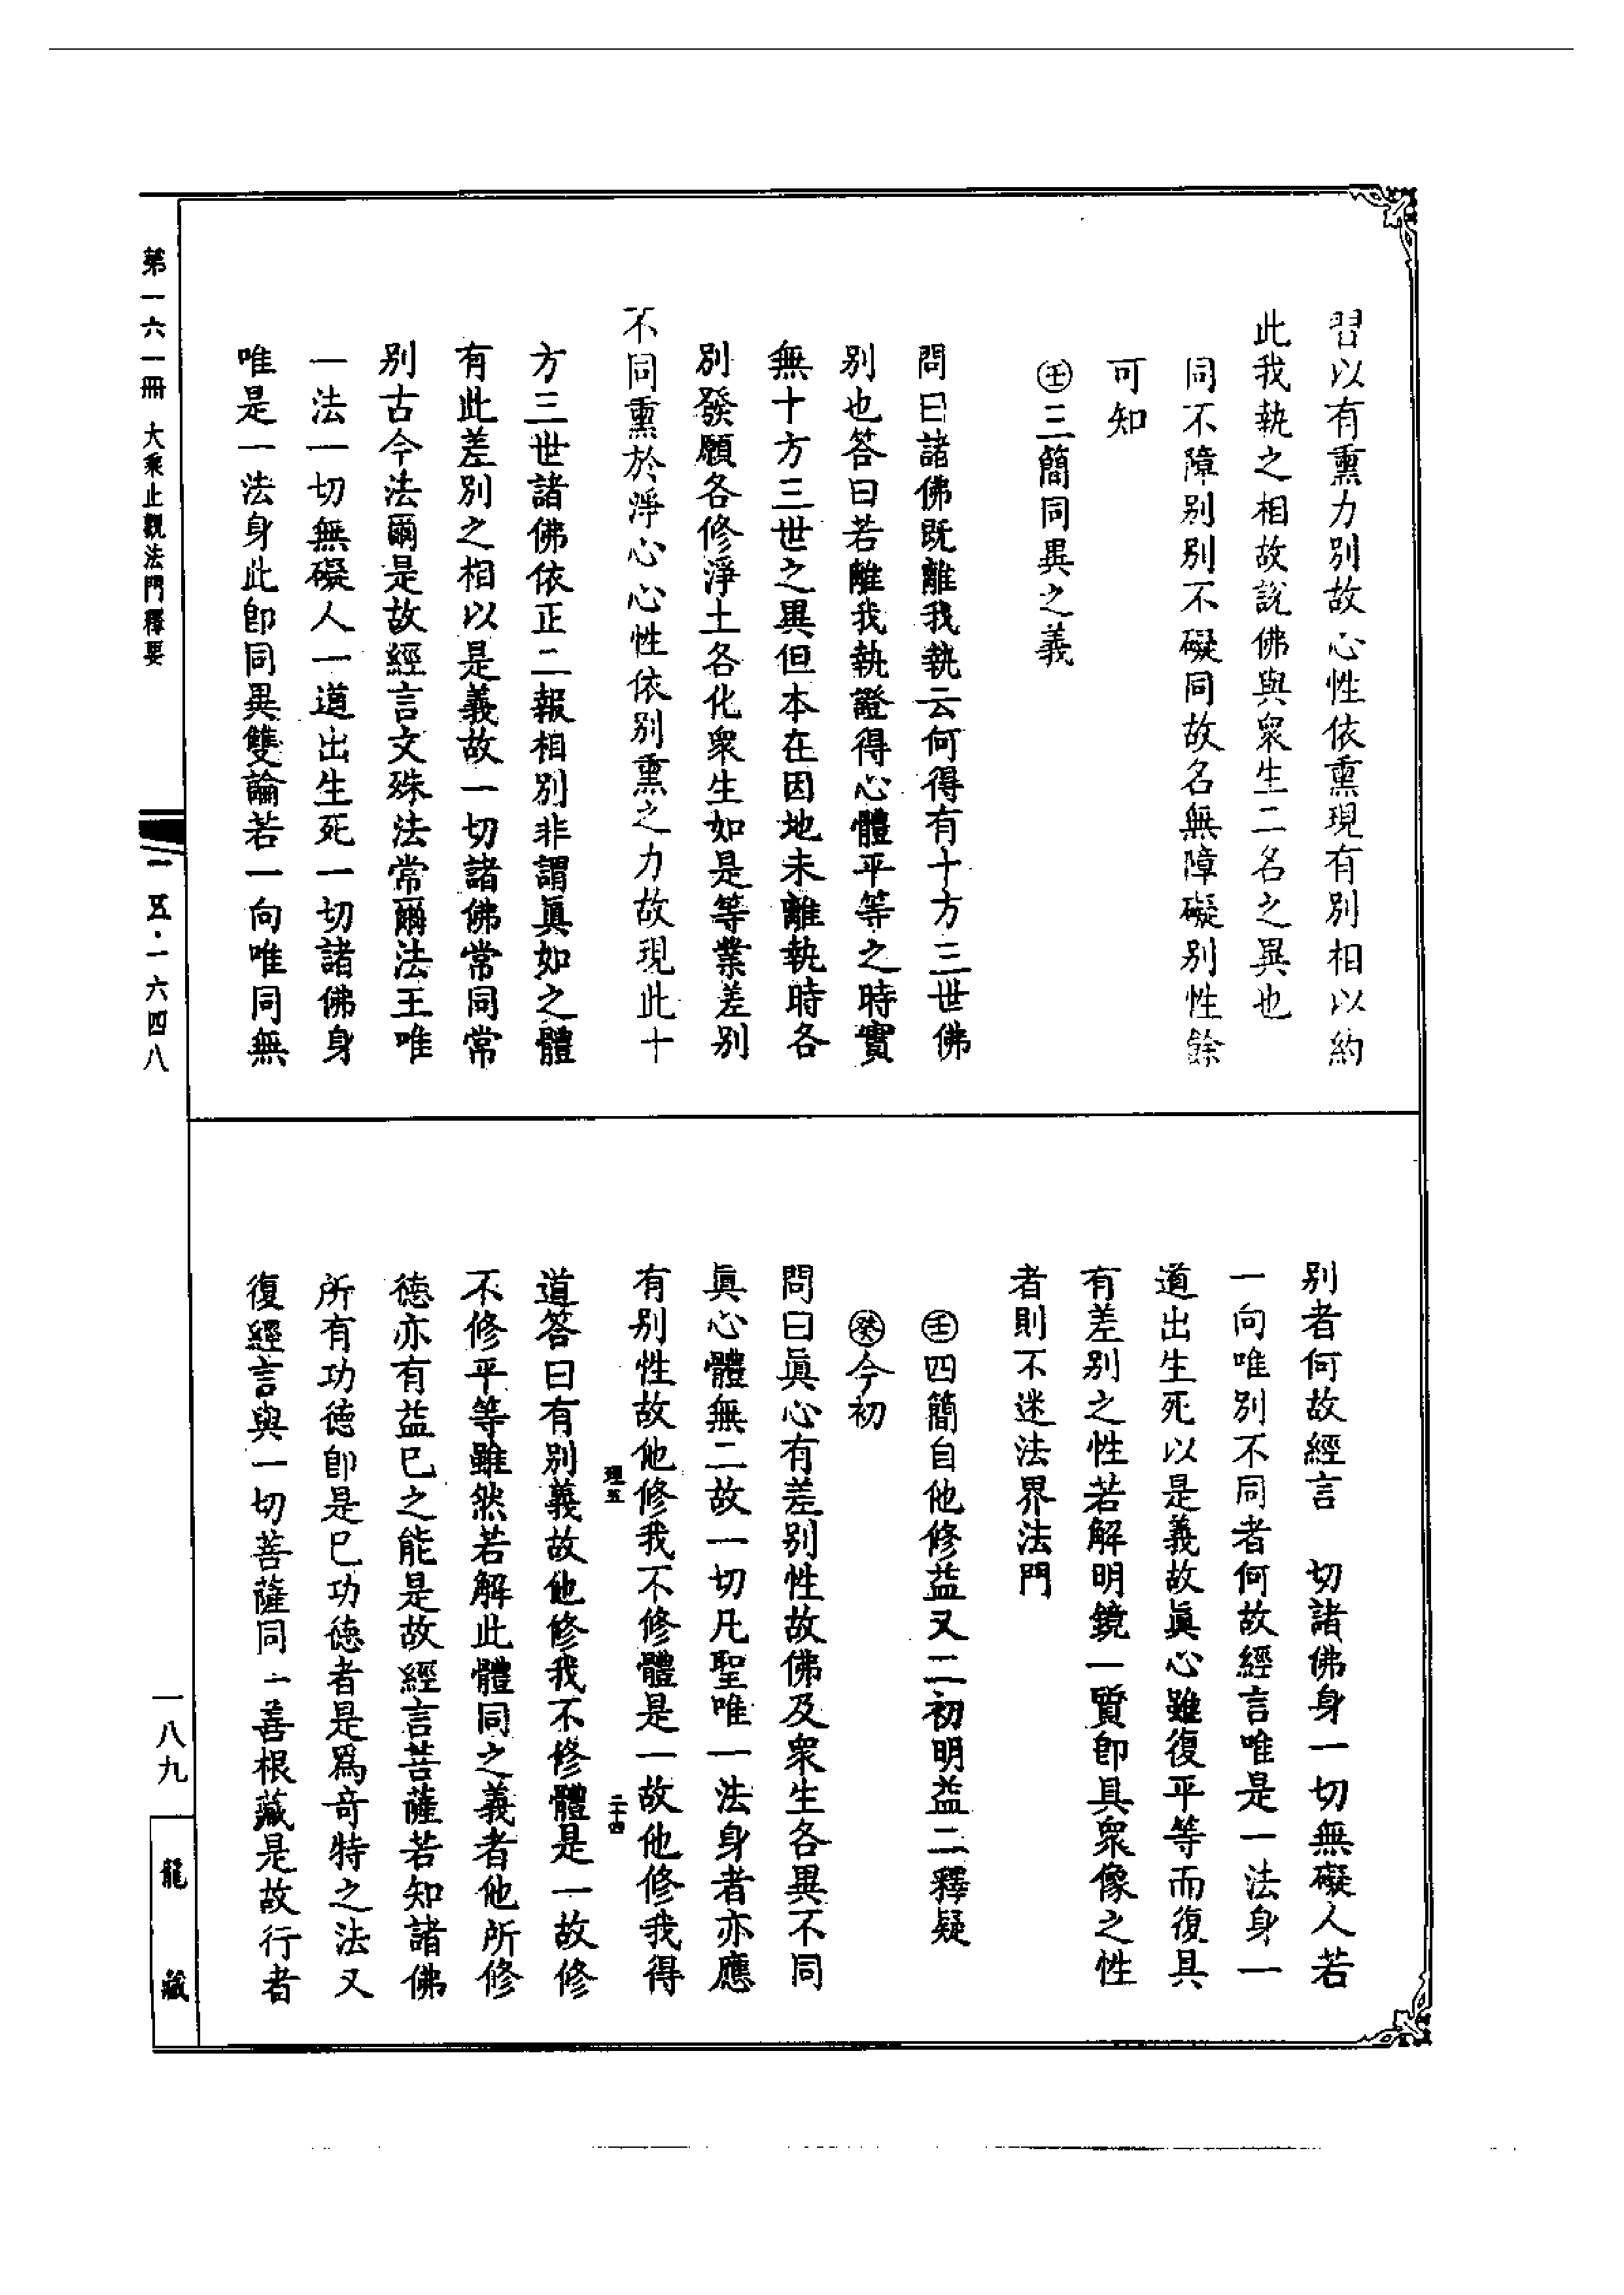 習以有熏力別故心性依熏現有別相以約
此我執之相故說佛與衆生二名之異也
同不障别别不礙同故名無障礙别性餘
可知
㊂三簡同異之義
問曰諸佛既離我執云何得有十方三世佛
别也答曰若離我執證得心體平等之時實
無十方三世之異但本在因地未離執時各
別發願各修淨土各化衆生如是等業差别
不同熏於淨心心性依别熏之力故現此十
方三世諸佛依正二報相别非謂眞如之體
有此差別之相以是義故一切諸佛常同常
别古今法爾是故經言文殊法常爾法王唯
一法一切無礙人一道出生死一切諸佛身
唯是一法身此卽同異雙論若一向唯同無
别者何故經言 切諸佛身一切無礙人若
一向唯別不同者何故經言唯是一法身一
道出生死以是義故眞心雖復平等而復具
有差别之性若解明鏡一質卽具衆像之性
者則不迷法界法門
壬四簡自他修益又二初明益二釋疑
癸今初
問曰眞心有差别性故佛及衆生各異不同
眞心體無二故一切凡聖唯一法身者亦應
有别性故他修我不修體是一故他修我得
理五
二十四
道答曰有别義故他修我不修體是一故修
不修平等雖然若解此體同之義者他所修
德亦有益巳之能是故經言菩薩若知諸佛
所有功德卽是巳功德者是爲奇特之法又
復經言與一切菩薩同一善根藏是故行者
第一六一冊 大乘止觀法門釋要
一五·一六四八
一八九
龍藏